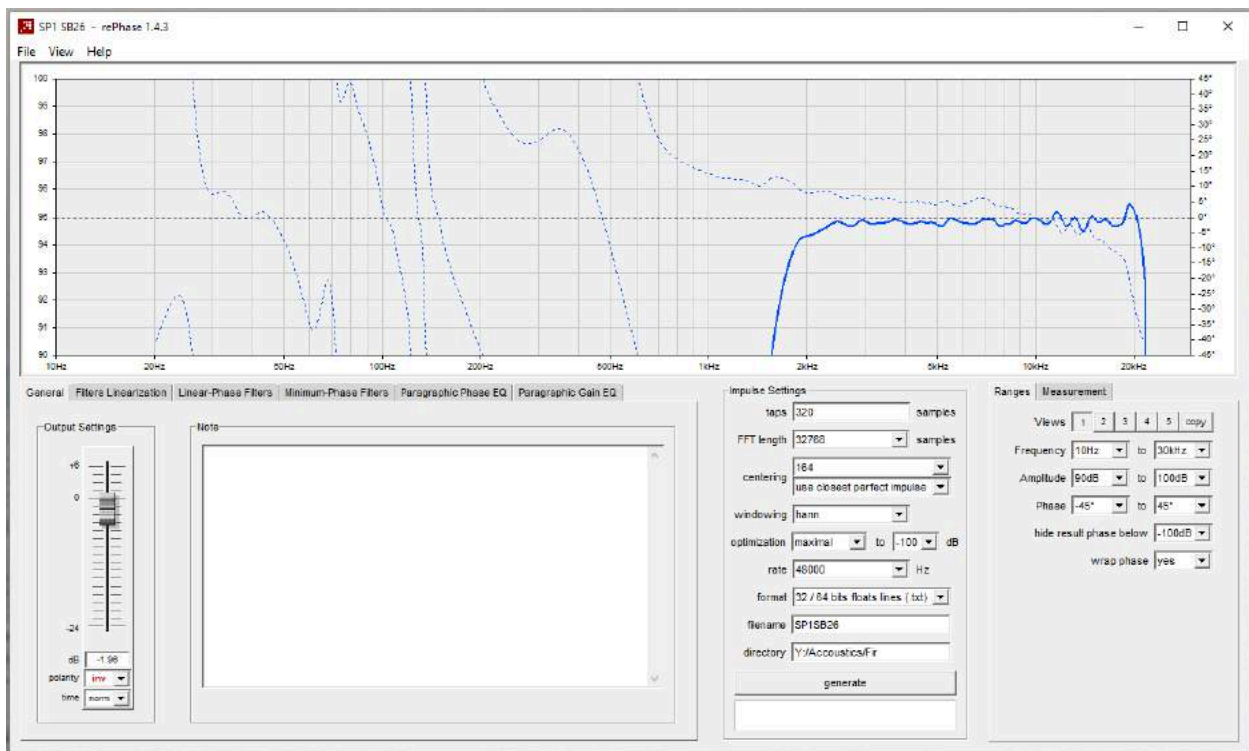 SP1 SB26 - rePhase 1.4.3
File View Help
100
99
98
97
96
95
94
93
92
91
90
45°
40°
35°
30°
25°
20°
15°
10°
5°
0°
-5°
-10°
-15°
-20°
-25°
-30°
-35°
-40°
-45°
10Hz 20Hz 50Hz 100Hz 200Hz 500Hz 1kHz 2kHz 5kHz 10kHz 20kHz
General Filters Linearization Linear-Phase Filters Minimum-Phase Filters Paragraphic Phase EQ Paragraphic Gain EQ
Output Settings
+6
0
-24
dB -1.98
polarity inv
time norm
Note
Impulse Settings
taps 320 samples
FFT length 32768 samples
centering 164
use closest perfect impulse
windowing hann
optimization maximal to -100 dB
rate 48000 Hz
format 32 / 64 bits floats lines (.txt)
filename SP1SB26
directory Y:/Accoustics/Fir
generate
Ranges Measurement
Views 1 2 3 4 5 copy
Frequency 10Hz to 30kHz
Amplitude 90dB to 100dB
Phase -45° to 45°
hide result phase below -100dB
wrap phase yes